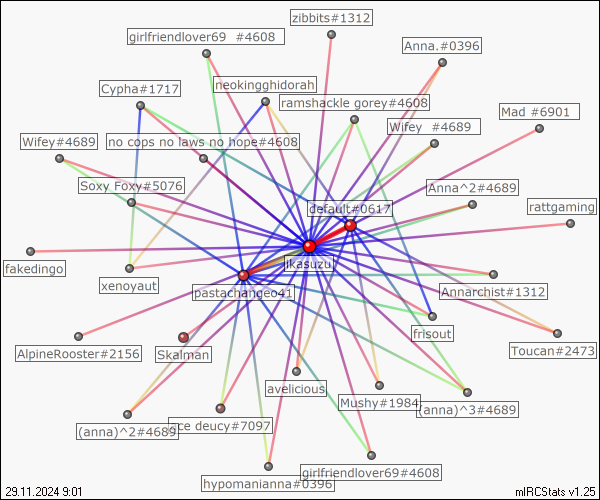 zibbits#1312
girlfriendlover69 #4608
Anna.#0396
Cypha#1717
neokingghidorah
ramshackle gorey#4608
Mad #6901
Wifey#4689
no cops no laws no hope#4608
Wifey #4689
Soxy Foxy#5076
Anna^2#4689
default#0617
rattgaming
fakedingo
jikasuzu
xenoyaut
pastachangeo41
Annarchist#1312
frisout
AlpineRooster#2156
Skalman
Toucan#2473
avelicious
Mushy#1984
(anna)^3#4689
(anna)^2#4689
ce deucy#7097
hypomanianna#0396
girlfriendlover69#4608
29.11.2024 9:01
mIRCStats v1.25